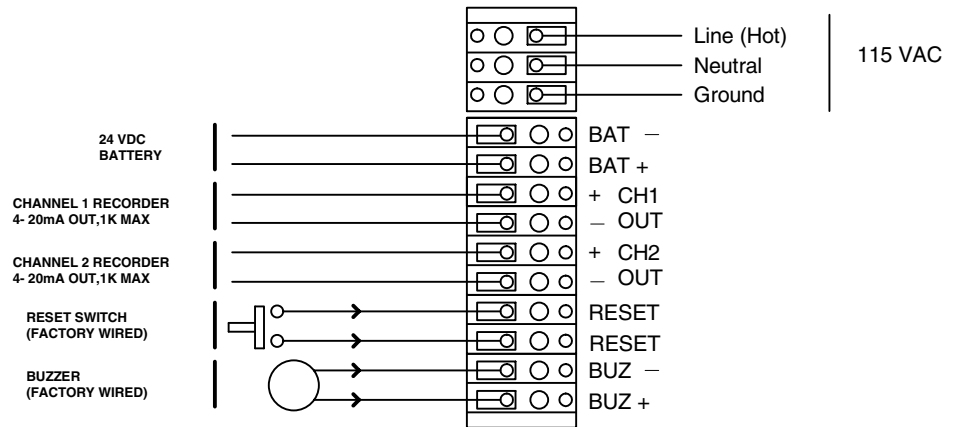 Line (Hot)
Neutral
Ground
115 VAC
24 VDC
BATTERY
BAT —
BAT +
CHANNEL 1 RECORDER
4- 20mA OUT,1K MAX
+ CH1
— OUT
CHANNEL 2 RECORDER
4- 20mA OUT,1K MAX
+ CH2
— OUT
RESET SWITCH
(FACTORY WIRED)
RESET
RESET
BUZZER
(FACTORY WIRED)
BUZ —
BUZ +